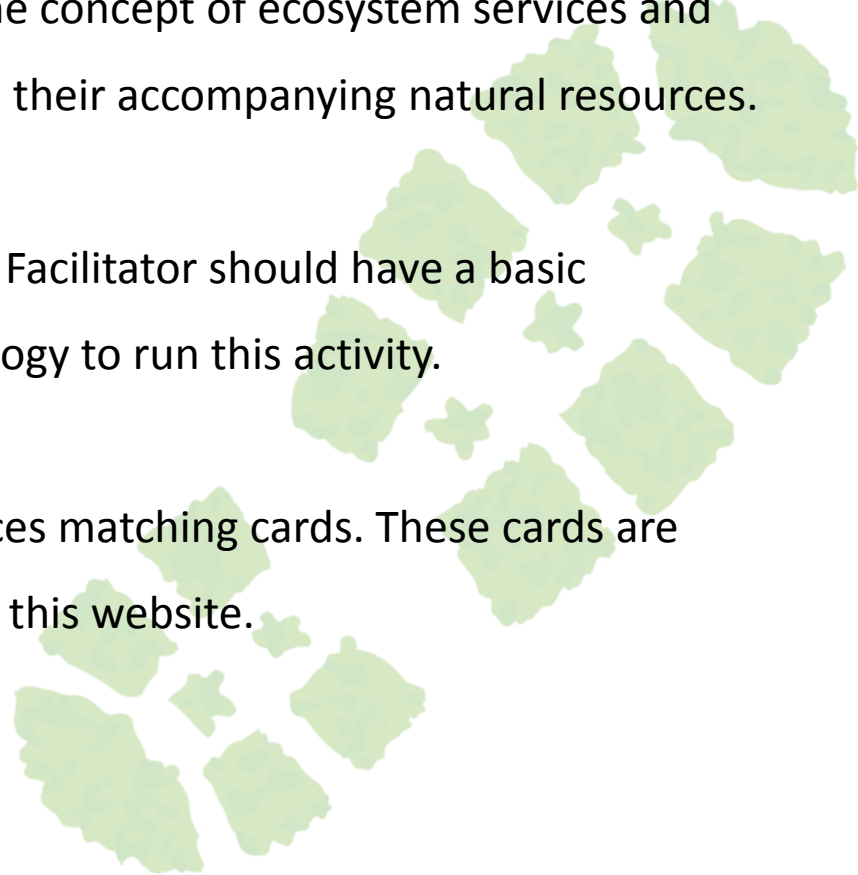 he concept of ecosystem services and
their accompanying natural resources.
Facilitator should have a basic
ogy to run this activity.
ces matching cards. These cards are
this website.